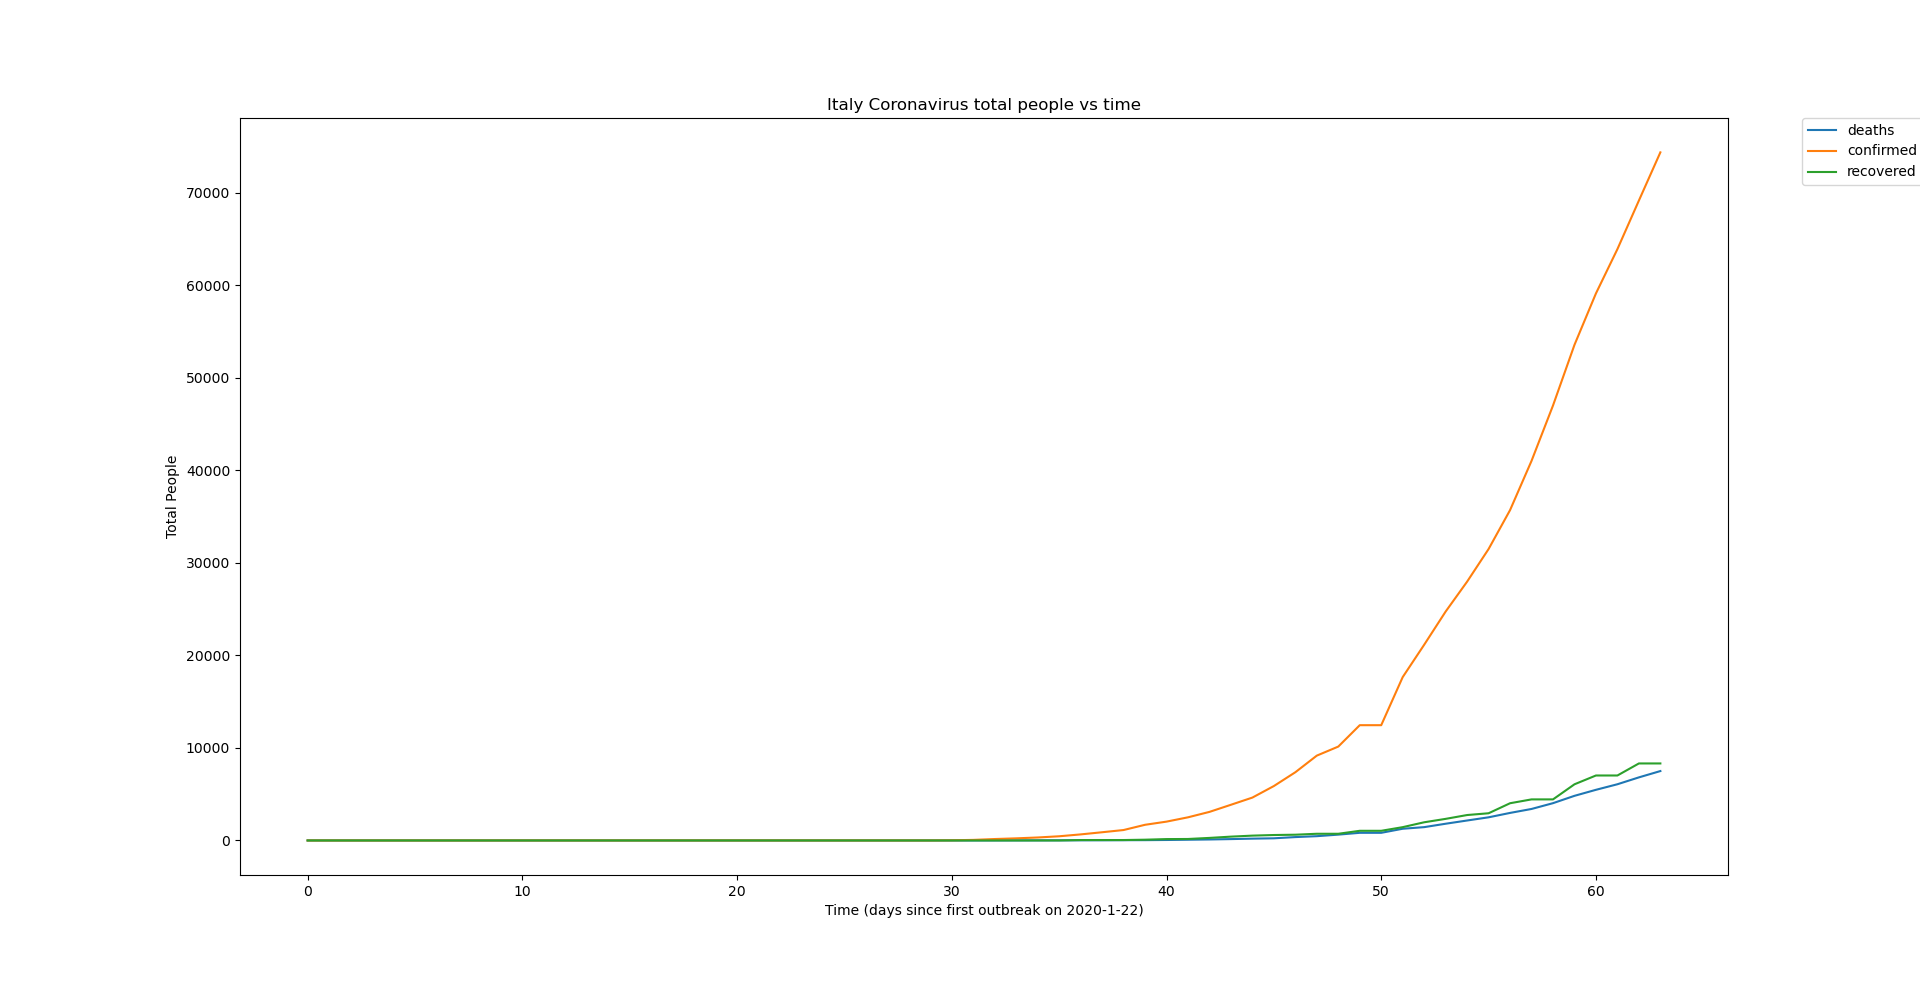 Italy Coronavirus total people vs time
deaths
confirmed
recovered
70000
60000
50000
40000
30000
20000
10000
0
Total People
0 10 20 30 40 50 60
Time (days since first outbreak on 2020-1-22)